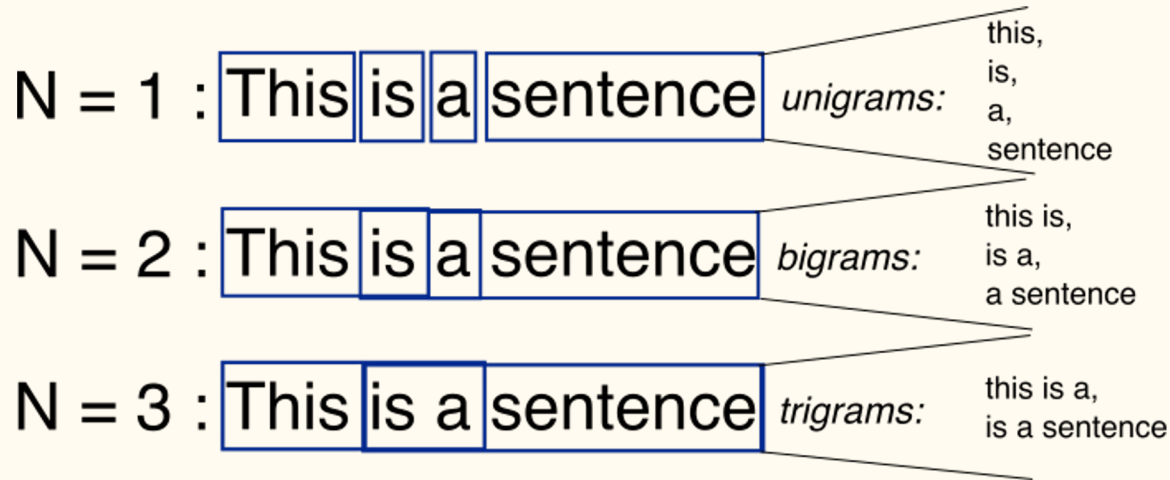 N = 1 : This is a sentence unigrams:
this,
is,
a,
sentence
N = 2 : This is a sentence bigrams:
this is,
is a,
a sentence
N = 3 : This is a sentence trigrams:
this is a,
is a sentence